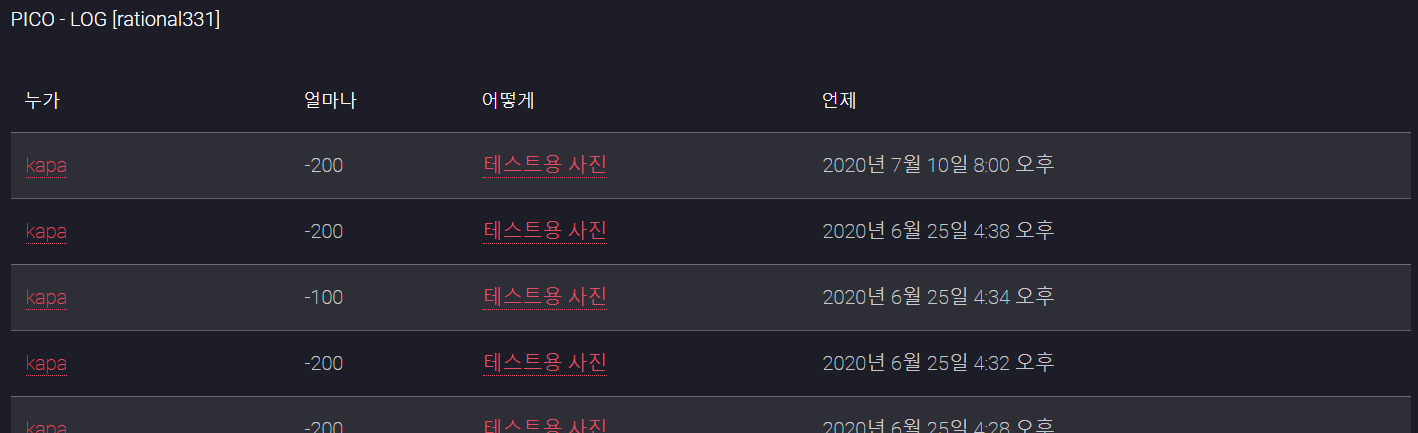 PICO - LOG [rational331]
누가 얼마나 어떻게 언제
kapa -200 테스트용 사진 2020년 7월 10일 8:00 오후
kapa -200 테스트용 사진 2020년 6월 25일 4:38 오후
kapa -100 테스트용 사진 2020년 6월 25일 4:34 오후
kapa -200 테스트용 사진 2020년 6월 25일 4:32 오후
kapa -200 테스트용 사진 2020년 6월 25일 4:28 오후